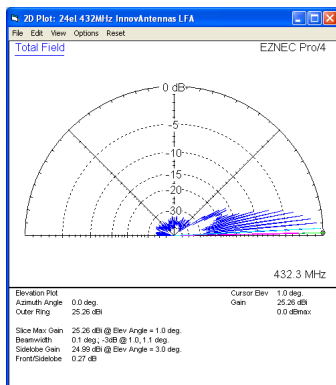 2D Plot: 24el 432MHz InnovAntennas LFA
File Edit View Options Reset
Total Field
EZNEC Pro/4
0 dB
-5
-10
-15
-20
-30
432.3 MHz
Elevation Plot
Azimuth Angle 0.0 deg.
Outer Ring 25.26 dBi
Cursor Elev 1.0 deg.
Gain 25.26 dBi
0.0 dBmax
Slice Max Gain 25.26 dBi @ Elev Angle = 1.0 deg.
Beamwidth 0.1 deg.; -3dB @ 1.0, 1.1 deg.
Sidelobe Gain 24.99 dBi @ Elev Angle = 3.0 deg.
Front/Sidelobe 0.27 dB